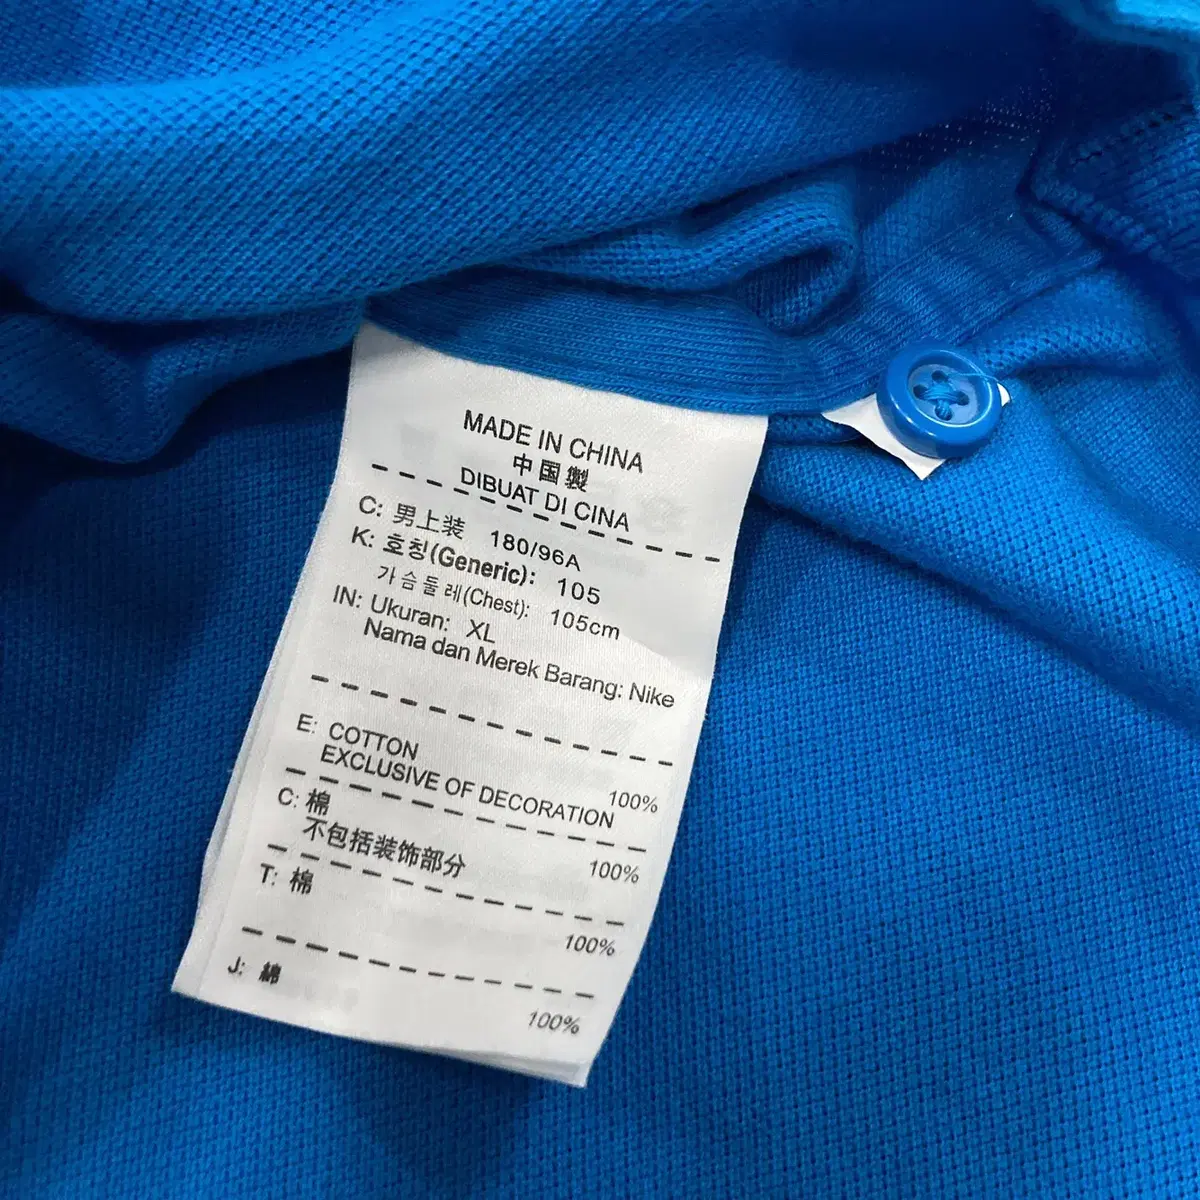 MADE IN CHINA
中国製
DIBUAT DI CINA
C: 男上装 180/96A
K: 호칭(Generic): 105
가슴둘레(Chest): 105cm
IN: Ukuran: XL
Nama dan Merek Barang: Nike
E: COTTON 100%
EXCLUSIVE OF DECORATION
C: 棉 100%
不包括装饰部分
T: 棉 100%
J: 綿 100%